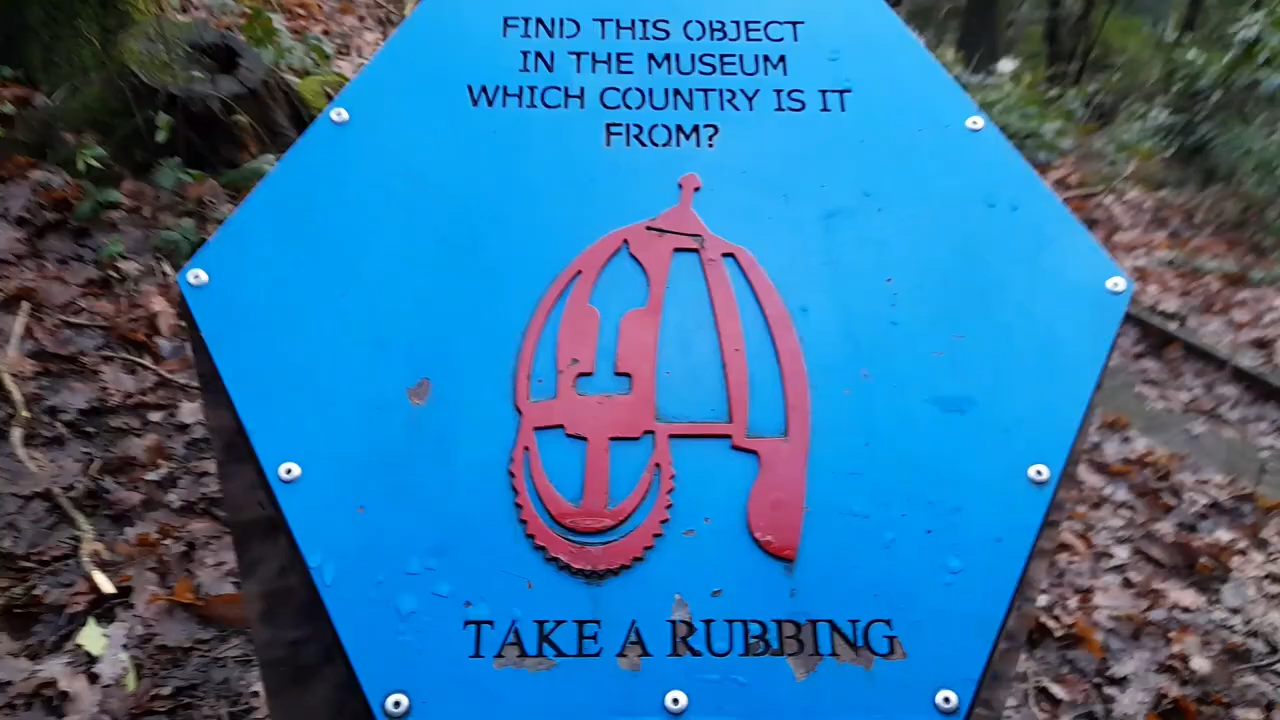 FIND THIS OBJECT
IN THE MUSEUM
WHICH COUNTRY IS IT
FROM?
TAKE A RUBBING